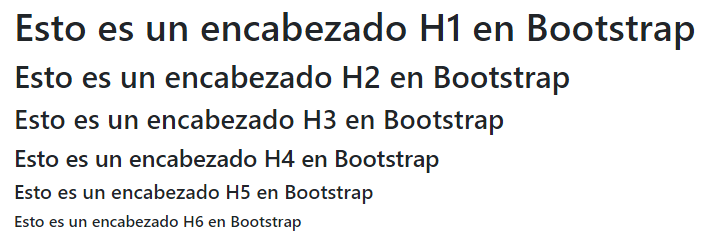 Esto es un encabezado H1 en Bootstrap
Esto es un encabezado H2 en Bootstrap
Esto es un encabezado H3 en Bootstrap
Esto es un encabezado H4 en Bootstrap
Esto es un encabezado H5 en Bootstrap
Esto es un encabezado H6 en Bootstrap